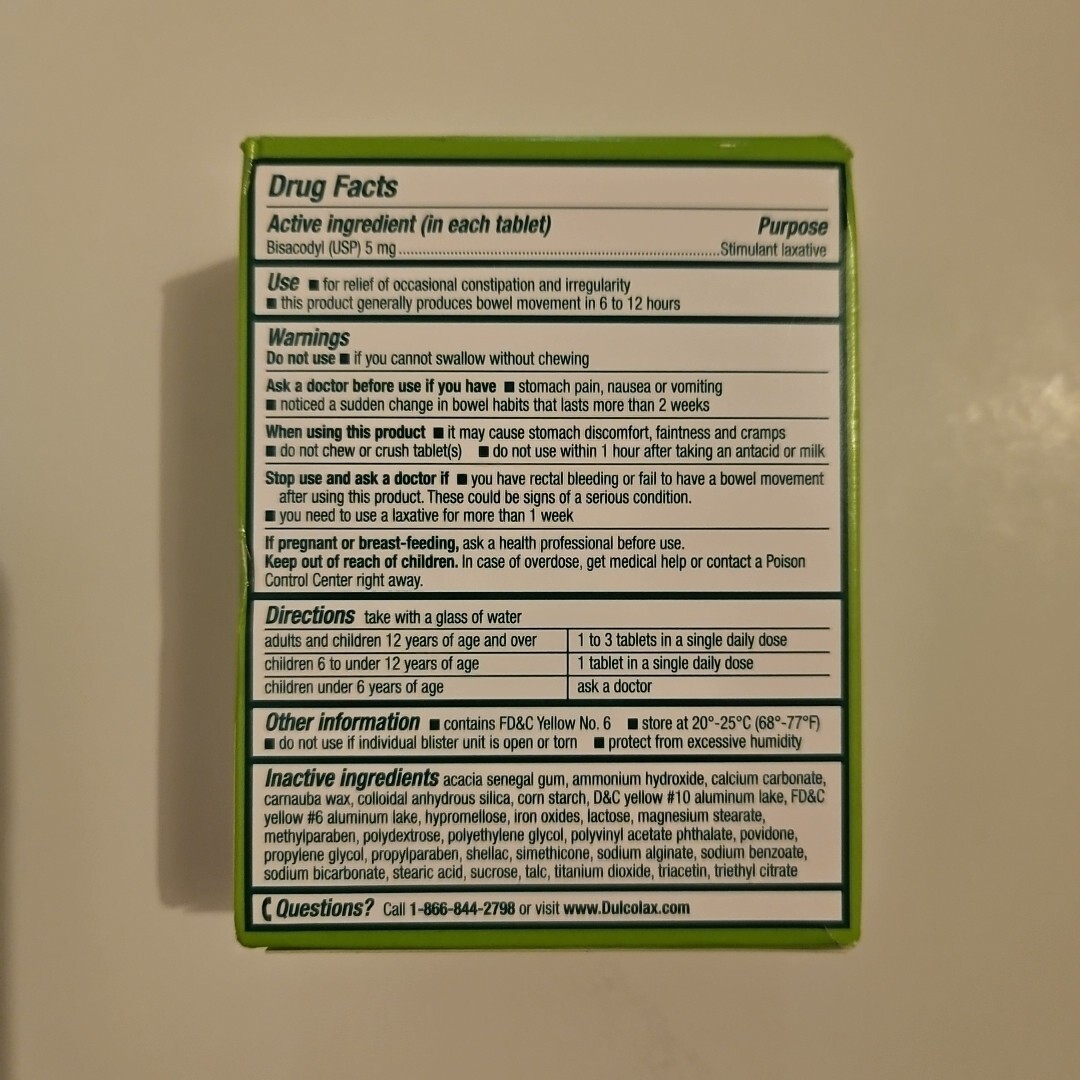 Drug Facts
Active ingredient (in each tablet) Purpose
Bisacodyl (USP) 5 mg........................................................................Stimulant laxative
Use ■ for relief of occasional constipation and irregularity
■ this product generally produces bowel movement in 6 to 12 hours
Warnings
Do not use ■ if you cannot swallow without chewing
Ask a doctor before use if you have ■ stomach pain, nausea or vomiting
■ noticed a sudden change in bowel habits that lasts more than 2 weeks
When using this product ■ it may cause stomach discomfort, faintness and cramps
■ do not chew or crush tablet(s) ■ do not use within 1 hour after taking an antacid or milk
Stop use and ask a doctor if ■ you have rectal bleeding or fail to have a bowel movement
after using this product. These could be signs of a serious condition.
■ you need to use a laxative for more than 1 week
If pregnant or breast-feeding, ask a health professional before use.
Keep out of reach of children. In case of overdose, get medical help or contact a Poison
Control Center right away.
Directions take with a glass of water
adults and children 12 years of age and over 1 to 3 tablets in a single daily dose
children 6 to under 12 years of age 1 tablet in a single daily dose
children under 6 years of age ask a doctor
Other information ■ contains FD&C Yellow No. 6 ■ store at 20°-25°C (68°-77°F)
■ do not use if individual blister unit is open or torn ■ protect from excessive humidity
Inactive ingredients acacia senegal gum, ammonium hydroxide, calcium carbonate,
carnauba wax, colloidal anhydrous silica, corn starch, D&C yellow #10 aluminum lake, FD&C
yellow #6 aluminum lake, hypromellose, iron oxides, lactose, magnesium stearate,
methylparaben, polydextrose, polyethylene glycol, polyvinyl acetate phthalate, povidone,
propylene glycol, propylparaben, shellac, simethicone, sodium alginate, sodium benzoate,
sodium bicarbonate, stearic acid, sucrose, talc, titanium dioxide, triacetin, triethyl citrate
Questions? Call 1-866-844-2798 or visit www.Dulcolax.com